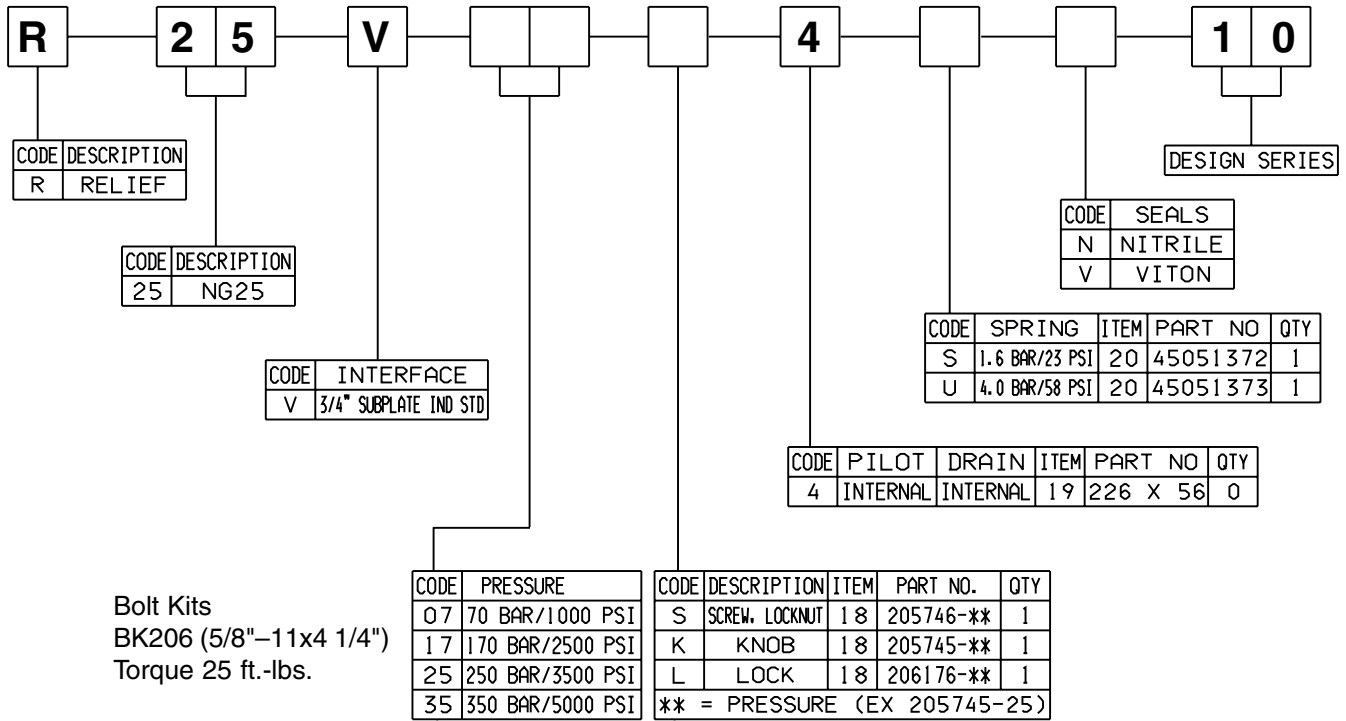 R 2 5 V 4 1 0
CODE DESCRIPTION
R RELIEF
DESIGN SERIES
CODE SEALS
N NITRILE
V VITON
CODE DESCRIPTION
25 NG25
CODE SPRING ITEM PART NO QTY
S 1.6 BAR/23 PSI 20 45051372 1
U 4.0 BAR/58 PSI 20 45051373 1
CODE INTERFACE
V 3/4" SUBPLATE IND STD
CODE PILOT DRAIN ITEM PART NO QTY
4 INTERNAL INTERNAL 19 226 X 56 0
Bolt Kits
BK206 (5/8"–11x4 1/4")
Torque 25 ft.-lbs.
CODE PRESSURE
07 70 BAR/1000 PSI
17 170 BAR/2500 PSI
25 250 BAR/3500 PSI
35 350 BAR/5000 PSI
CODE DESCRIPTION ITEM PART NO. QTY
S SCREW, LOCKNUT 18 205746-** 1
K KNOB 18 205745-** 1
L LOCK 18 206176-** 1
** = PRESSURE (EX 205745-25)